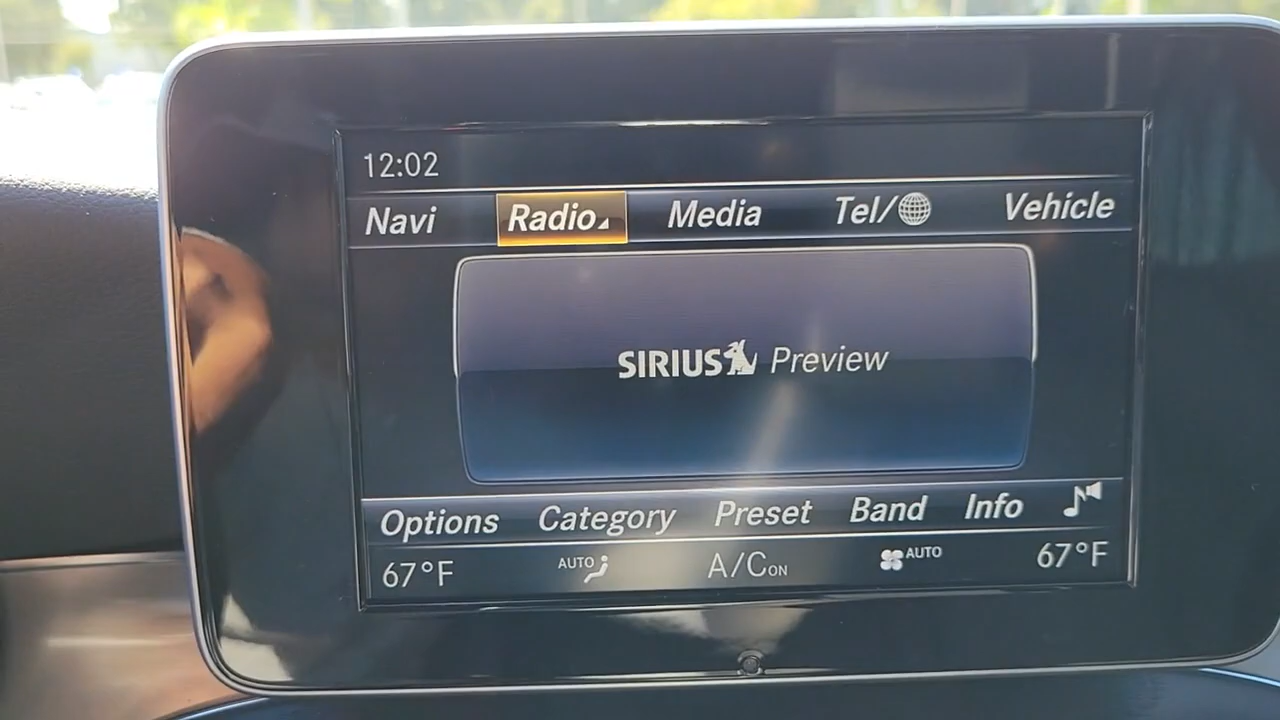 12:02
Navi Radio Media Tel/ Vehicle
SIRIUS Preview
Options Category Preset Band Info
67°F AUTO A/C ON AUTO 67°F